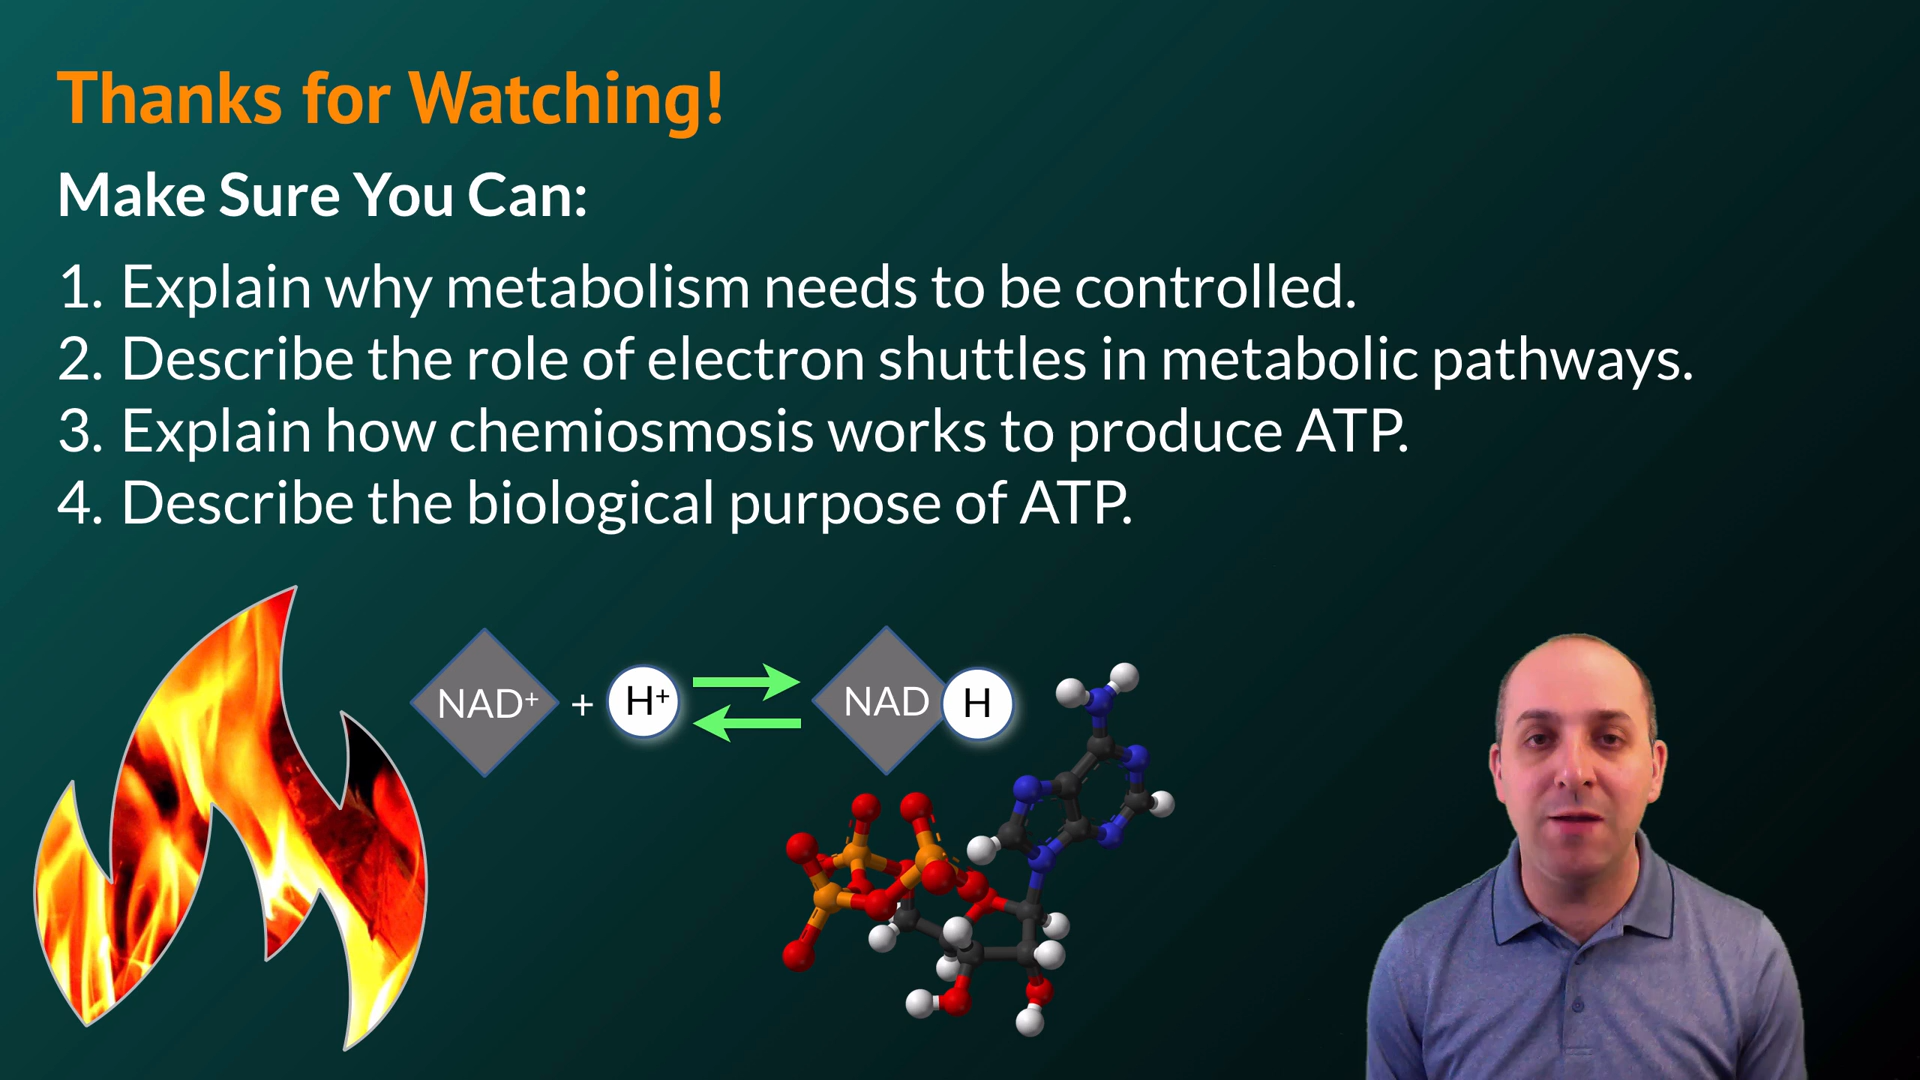 Thanks for Watching!
Make Sure You Can:
1. Explain why metabolism needs to be controlled.
2. Describe the role of electron shuttles in metabolic pathways.
3. Explain how chemiosmosis works to produce ATP.
4. Describe the biological purpose of ATP.
NAD⁺ + H⁺ NAD H